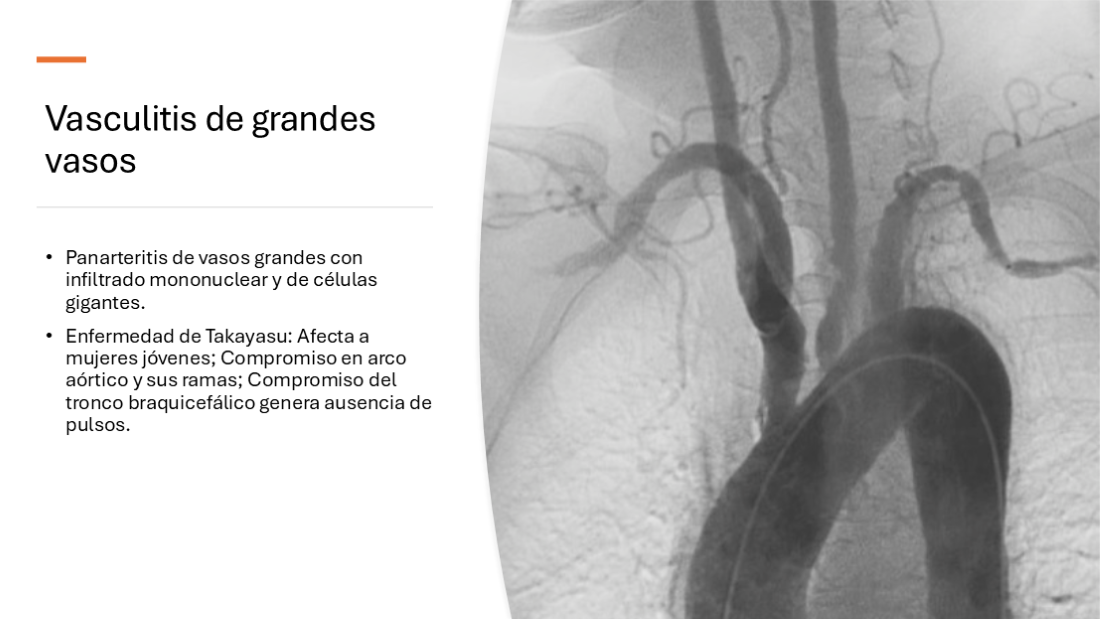 Vasculitis de grandes
vasos
• Panarteritis de vasos grandes con
infiltrado mononuclear y de células
gigantes.
• Enfermedad de Takayasu: Afecta a
mujeres jóvenes; Compromiso en arco
aórtico y sus ramas; Compromiso del
tronco braquicefálico genera ausencia de
pulsos.